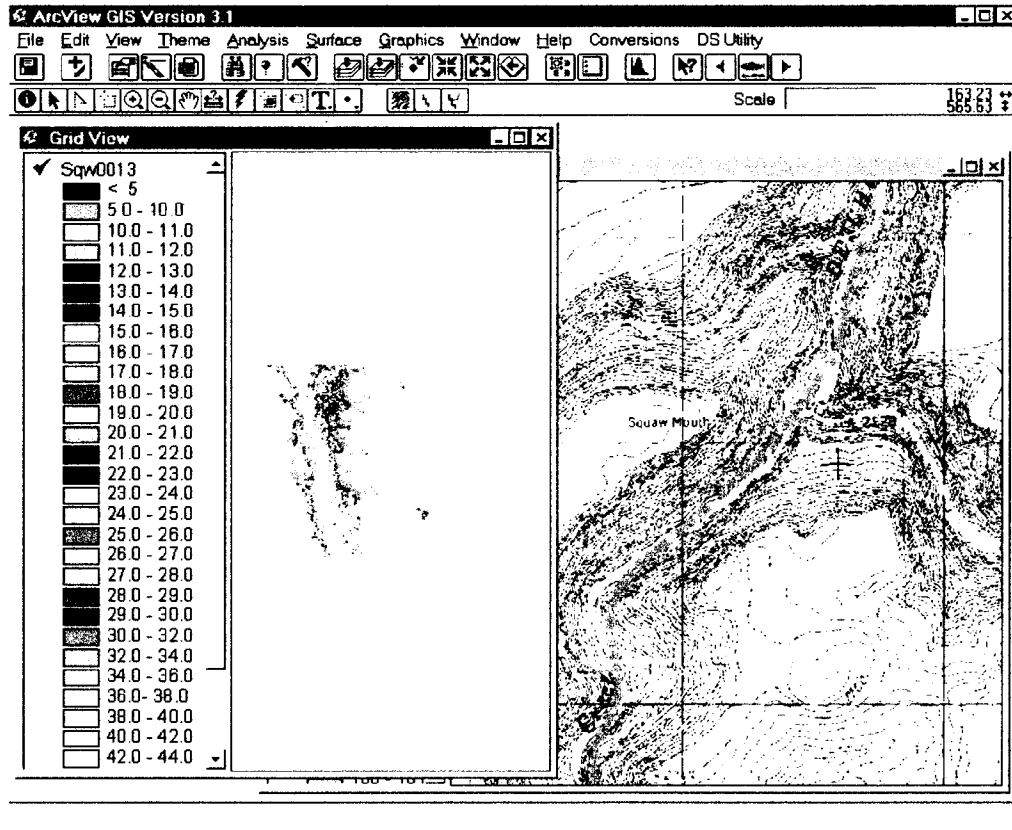 ArcView GIS Version 3.1
File Edit View Theme Analysis Surface Graphics Window Help Conversions DS Utility
Scale
163.23
565.63
Grid View
Sqw0013
< 5
5.0 - 10.0
10.0 - 11.0
11.0 - 12.0
12.0 - 13.0
13.0 - 14.0
14.0 - 15.0
15.0 - 16.0
16.0 - 17.0
17.0 - 18.0
18.0 - 19.0
19.0 - 20.0
20.0 - 21.0
21.0 - 22.0
22.0 - 23.0
23.0 - 24.0
24.0 - 25.0
25.0 - 26.0
26.0 - 27.0
27.0 - 28.0
28.0 - 29.0
29.0 - 30.0
30.0 - 32.0
32.0 - 34.0
34.0 - 36.0
36.0 - 38.0
38.0 - 40.0
40.0 - 42.0
42.0 - 44.0
Squaw Mouth